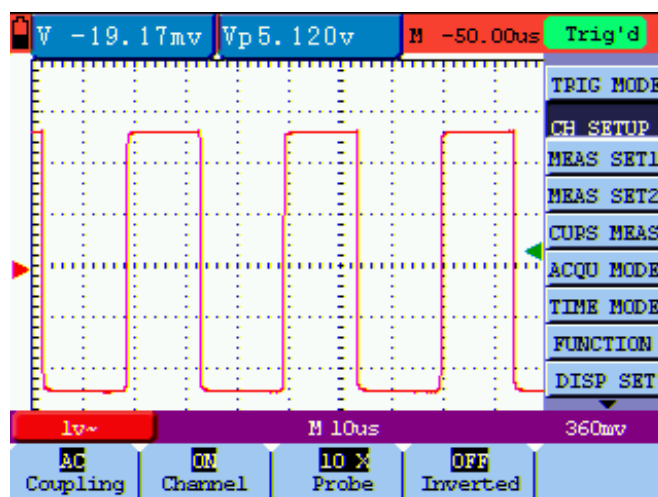 V -19.17mv Vp5.120v M -50.00us Trig'd
TRIG MODE
CH SETUP
MEAS SET1
MEAS SET2
CURS MEAS
ACQU MODE
TIME MODE
FUNCTION
DISP SET
1v~ M 10us 360mv
AC ON 10 X OFF
Coupling Channel Probe Inverted